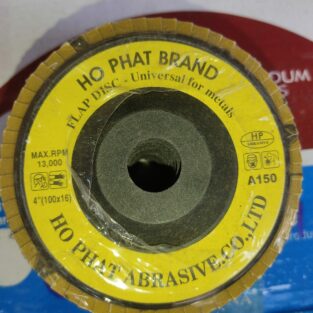 HO PHAT BRAND
FLAP DISC - Universal for metals
MAX.RPM
13,000
4"(100x16)
HP
A150
HO PHAT ABRASIVE.CO.,LTD